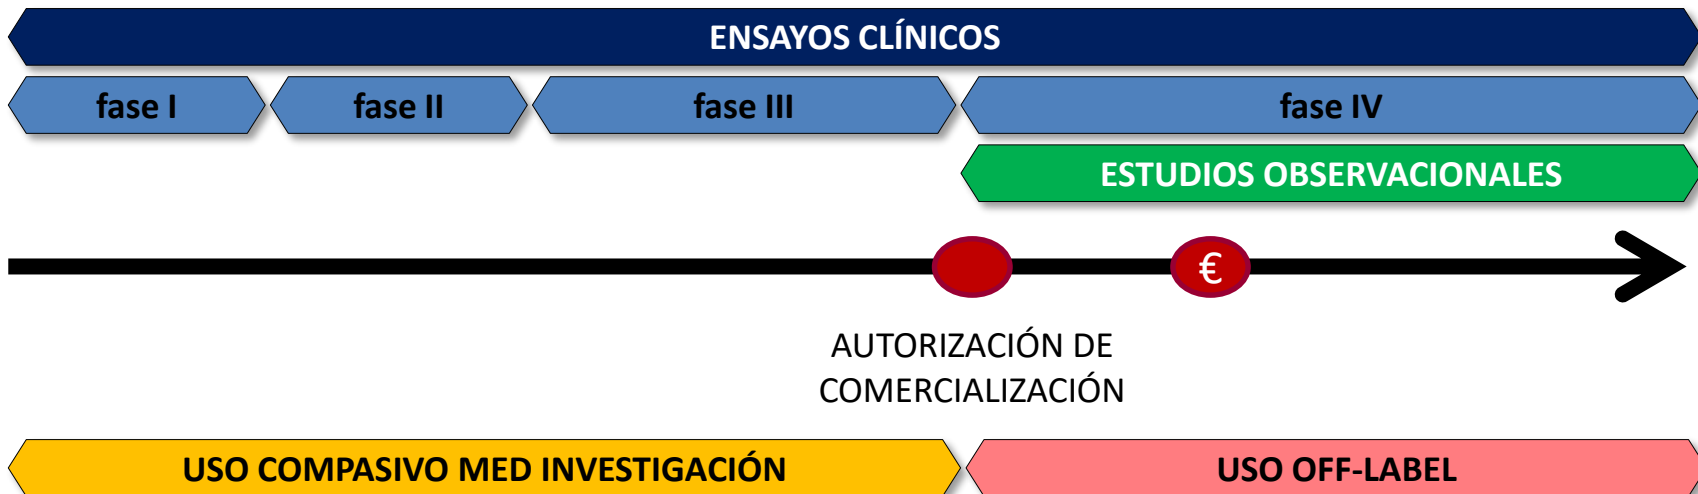 ENSAYOS CLÍNICOS
fase I
fase II
fase III
fase IV
ESTUDIOS OBSERVACIONALES
€
AUTORIZACIÓN DE
COMERCIALIZACIÓN
USO COMPASIVO MED INVESTIGACIÓN
USO OFF-LABEL